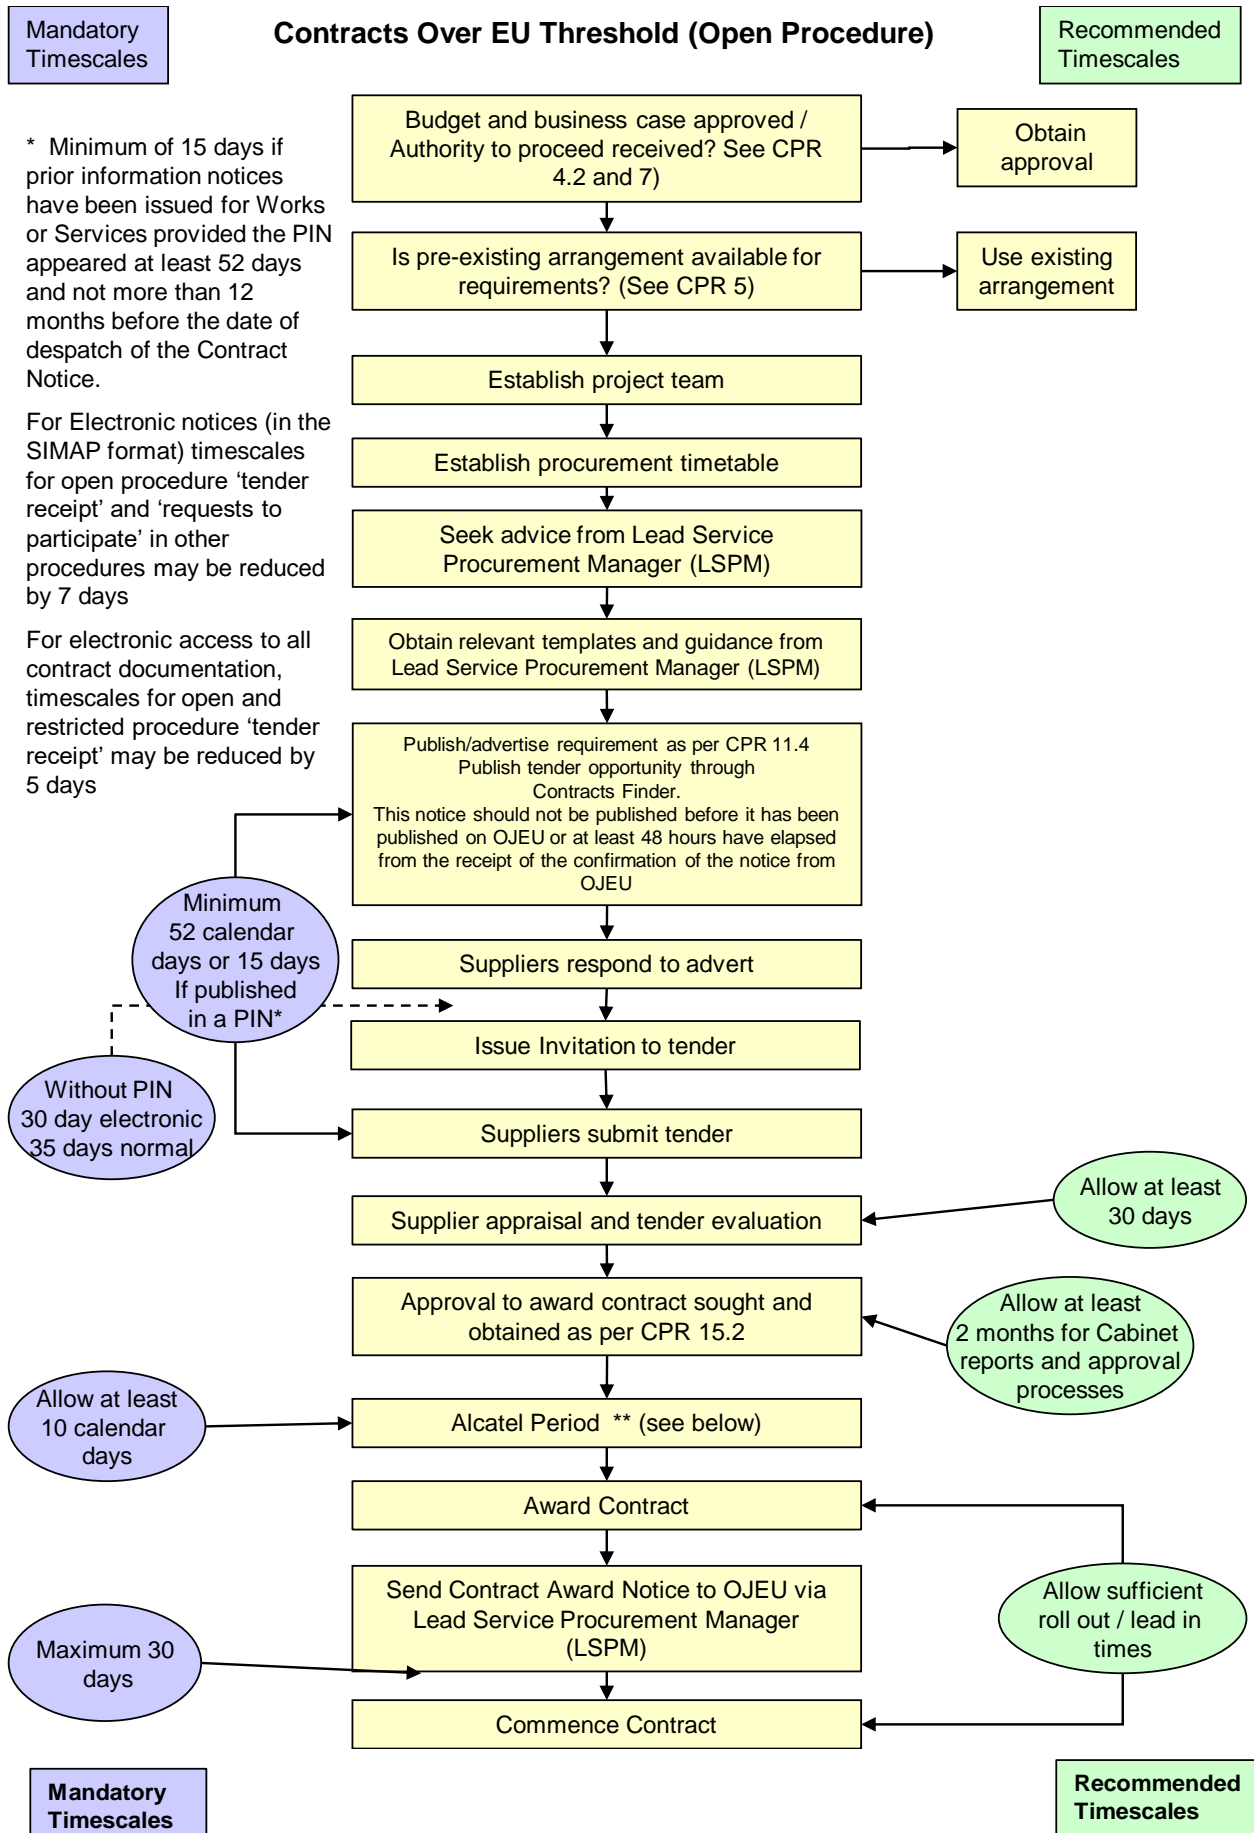 Mandatory
Timescales
Contracts Over EU Threshold (Open Procedure)
Recommended
Timescales
* Minimum of 15 days if
prior information notices
have been issued for Works
or Services provided the PIN
appeared at least 52 days
and not more than 12
months before the date of
despatch of the Contract
Notice.
For Electronic notices (in the
SIMAP format) timescales
for open procedure ‘tender
receipt’ and ‘requests to
participate’ in other
procedures may be reduced
by 7 days
For electronic access to all
contract documentation,
timescales for open and
restricted procedure ‘tender
receipt’ may be reduced by
5 days
Budget and business case approved /
Authority to proceed received? See CPR
4.2 and 7)
Obtain
approval
Is pre-existing arrangement available for
requirements? (See CPR 5)
Use existing
arrangement
Establish project team
Establish procurement timetable
Seek advice from Lead Service
Procurement Manager (LSPM)
Obtain relevant templates and guidance from
Lead Service Procurement Manager (LSPM)
Publish/advertise requirement as per CPR 11.4
Publish tender opportunity through
Contracts Finder.
This notice should not be published before it has been
published on OJEU or at least 48 hours have elapsed
from the receipt of the confirmation of the notice from
OJEU
Minimum
52 calendar
days or 15 days
If published
in a PIN*
Suppliers respond to advert
Issue Invitation to tender
Without PIN
30 day electronic
35 days normal
Suppliers submit tender
Supplier appraisal and tender evaluation
Allow at least
30 days
Approval to award contract sought and
obtained as per CPR 15.2
Allow at least
2 months for Cabinet
reports and approval
processes
Allow at least
10 calendar
days
Alcatel Period ** (see below)
Award Contract
Send Contract Award Notice to OJEU via
Lead Service Procurement Manager
(LSPM)
Allow sufficient
roll out / lead in
times
Maximum 30
days
Commence Contract
Mandatory
Timescales
Recommended
Timescales